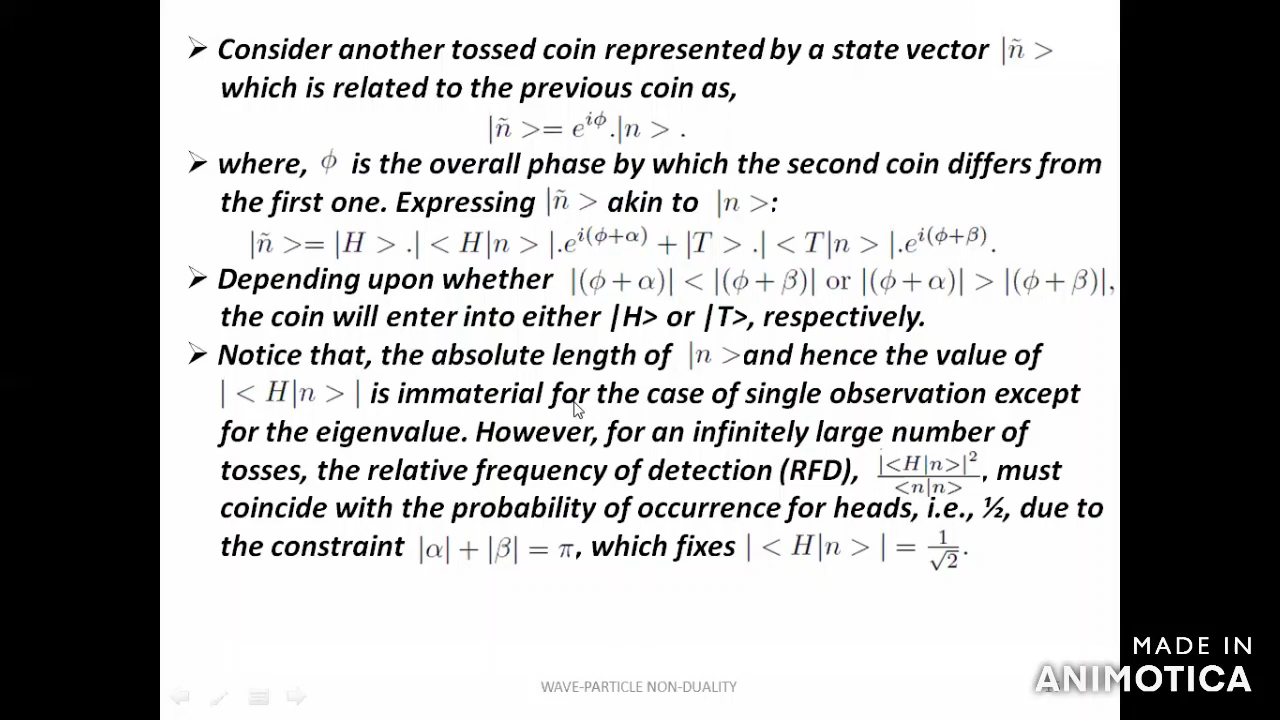 ➢ Consider another tossed coin represented by a state vector |ñ >
which is related to the previous coin as,
|ñ >= e^{iϕ}.|n > .
➢ where, ϕ is the overall phase by which the second coin differs from
the first one. Expressing |ñ > akin to |n >:
|ñ >= |H > .| < H|n > |.e^{i(ϕ+α)} + |T > .| < T|n > |.e^{i(ϕ+β)}.
➢ Depending upon whether |(ϕ + α)| < |(ϕ + β)| or |(ϕ + α)| > |(ϕ + β)|,
the coin will enter into either |H> or |T>, respectively.
➢ Notice that, the absolute length of |n > and hence the value of
| < H|n > | is immaterial for the case of single observation except
for the eigenvalue. However, for an infinitely large number of
tosses, the relative frequency of detection (RFD), \frac{|<H|n>|^2}{<n|n>}, must
coincide with the probability of occurrence for heads, i.e., ½, due to
the constraint |α| + |β| = π, which fixes | < H|n > | = \frac{1}{\sqrt{2}}.
WAVE-PARTICLE NON-DUALITY
MADE IN
ANIMOTICA